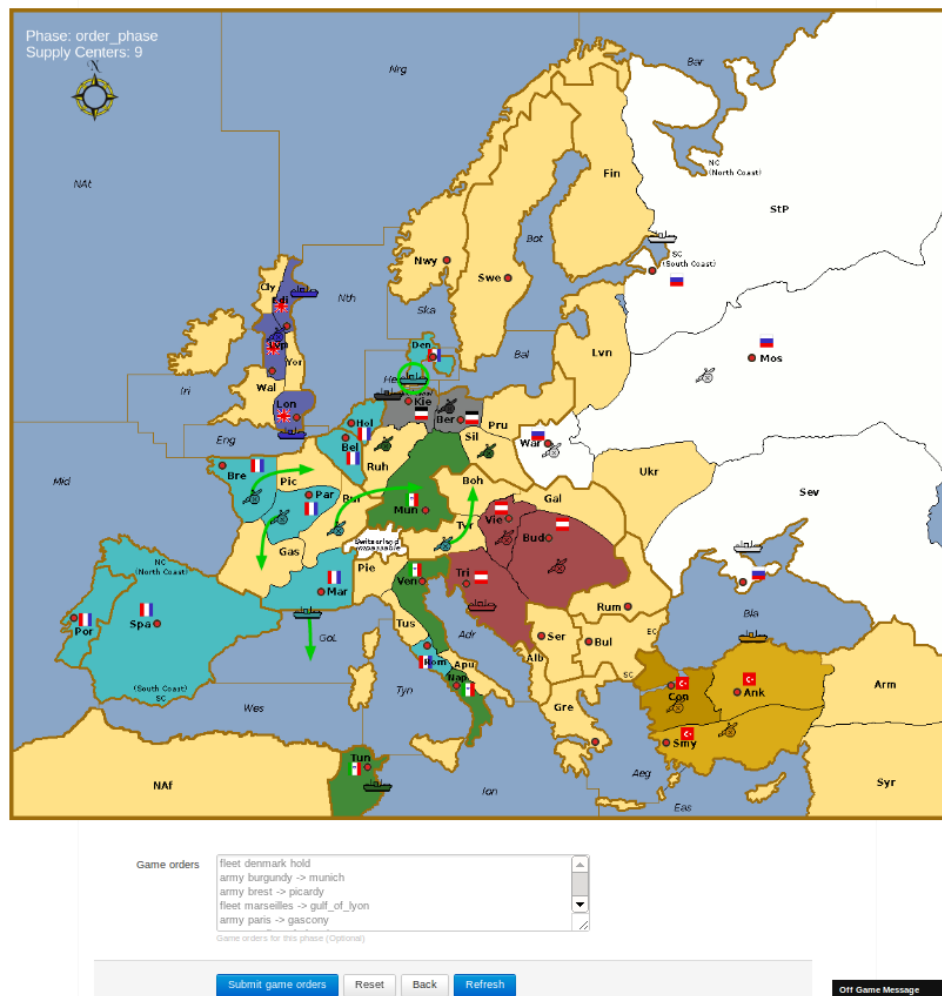 Phase: order_phase
Supply Centers: 9
N
Nrg
Bar
NAt
NC
(North Coast)
Fin
StP
Bot
SC
(South Coast)
Nwy
Swe
Cly
Edi
Nth
Ska
Den
Bal
Lvn
Mos
Lvp
Yor
Iri
Wal
Lon
Kie
Ber
Pru
Hol
Bel
Eng
War
Sil
Ruh
Bre
Pic
Ukr
Mid
Par
Boh
Gal
Sev
Mun
Vie
Tyr
Bud
Switzerland
impassable
Gas
NC
(North Coast)
Pie
Ven
Tri
Mar
Rum
Bla
Por
Spa
GoL
Tus
Adr
Ser
Bul
EC
Rom
Alb
SC
(South Coast)
SC
Apu
Nap
Con
Ank
Arm
Wes
Tyn
Gre
Smy
Tun
NAf
Ion
Aeg
Eas
Syr
Game orders
fleet denmark hold
army burgundy -> munich
army brest -> picardy
fleet marseilles -> gulf_of_lyon
army paris -> gascony
Game orders for this phase (Optional)
Submit game orders
Reset
Back
Refresh
Off Game Message